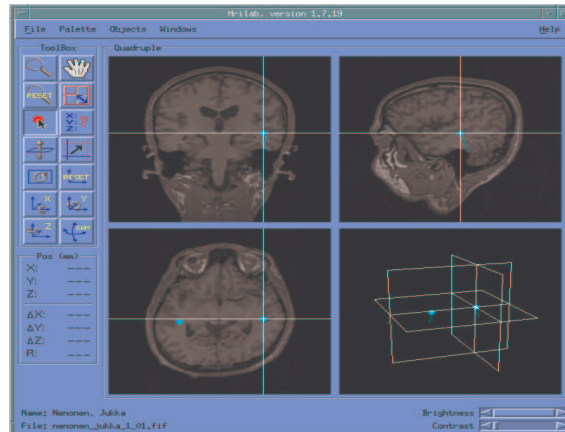 Mrilab, version 1.7.19
File Palette Objects Windows Help
ToolBox
Quadruple
RESET
X:
Y:?
Z:
RESET
X
Y
Z
Pos (mm)
X: ---
Y: ---
Z: ---
ΔX: ---
ΔY: ---
ΔZ: ---
R: ---
Name: Nenonen, Jukka
File: nenonen_jukka_1_01.fif
Brightness
Contrast